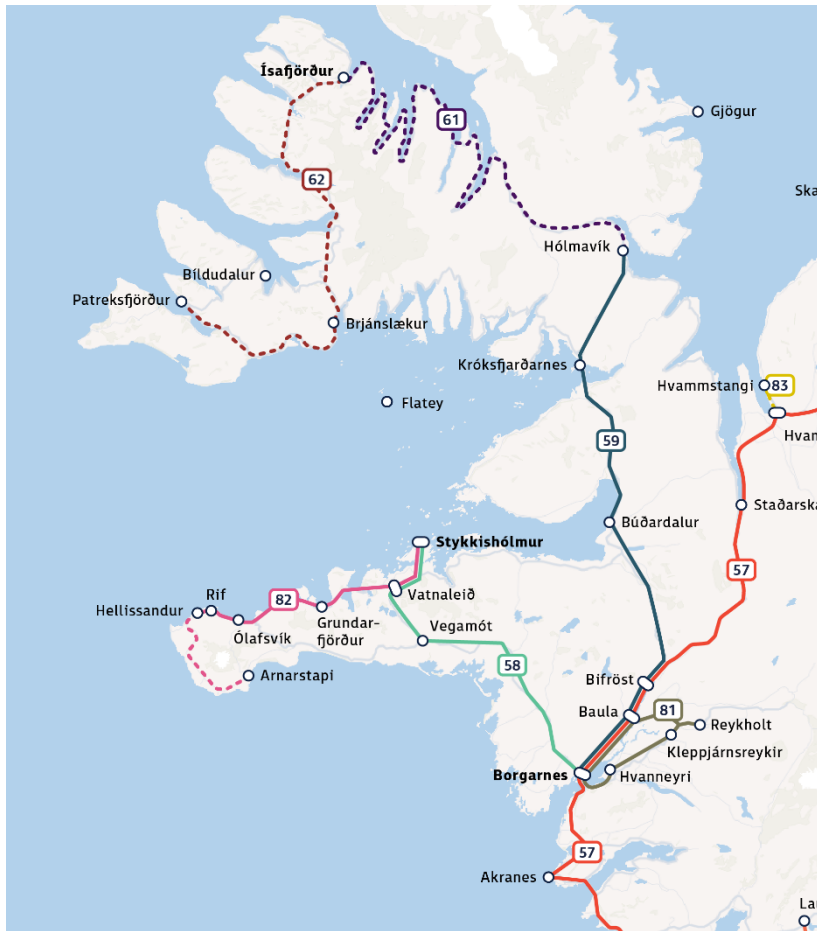 Ísafjörður
61
Gjögur
62
Ska
Hólmavík
Bíldudalur
Patreksfjörður
Brjánslækur
Króksfjarðarnes
Hvammstangi
83
Flatey
Hvam
59
Staðarska
Búðardalur
Stykkishólmur
57
Vatnaleið
Rif
82
Hellissandur
Ólafsvík
Grundar-
fjörður
Vegamót
58
Arnarstapi
Bifröst
Baula
81
Reykholt
Kleppjárnsreykir
Borgarnes
Hvanneyri
57
Akranes
La